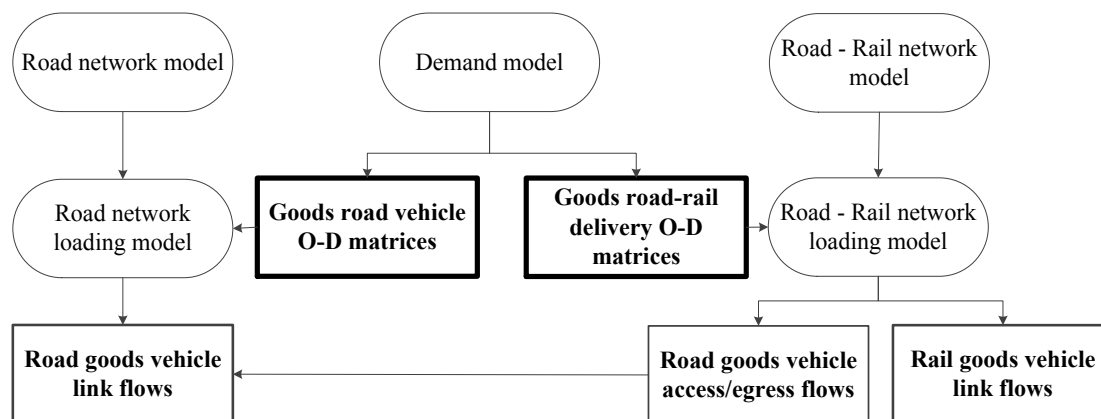 Road network model
Demand model
Road - Rail network
model
Road network
loading model
Goods road vehicle
O-D matrices
Goods road-rail
delivery O-D
matrices
Road - Rail network
loading model
Road goods vehicle
link flows
Road goods vehicle
access/egress flows
Rail goods vehicle
link flows